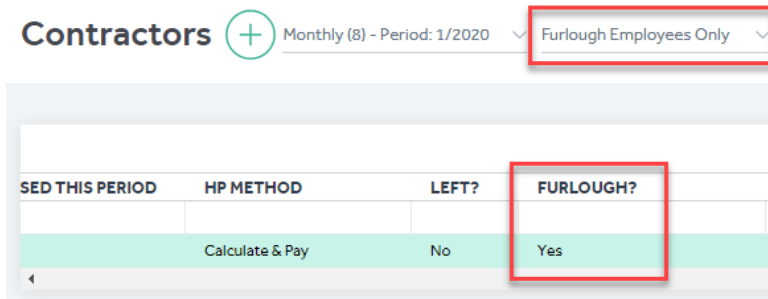 Contractors Monthly (8) - Period: 1/2020 Furlough Employees Only
SED THIS PERIOD HP METHOD LEFT? FURLOUGH?
Calculate & Pay No Yes